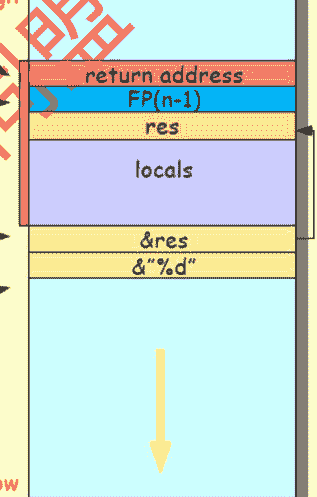 return address
FP(n-1)
res
locals
&res
&"%d"